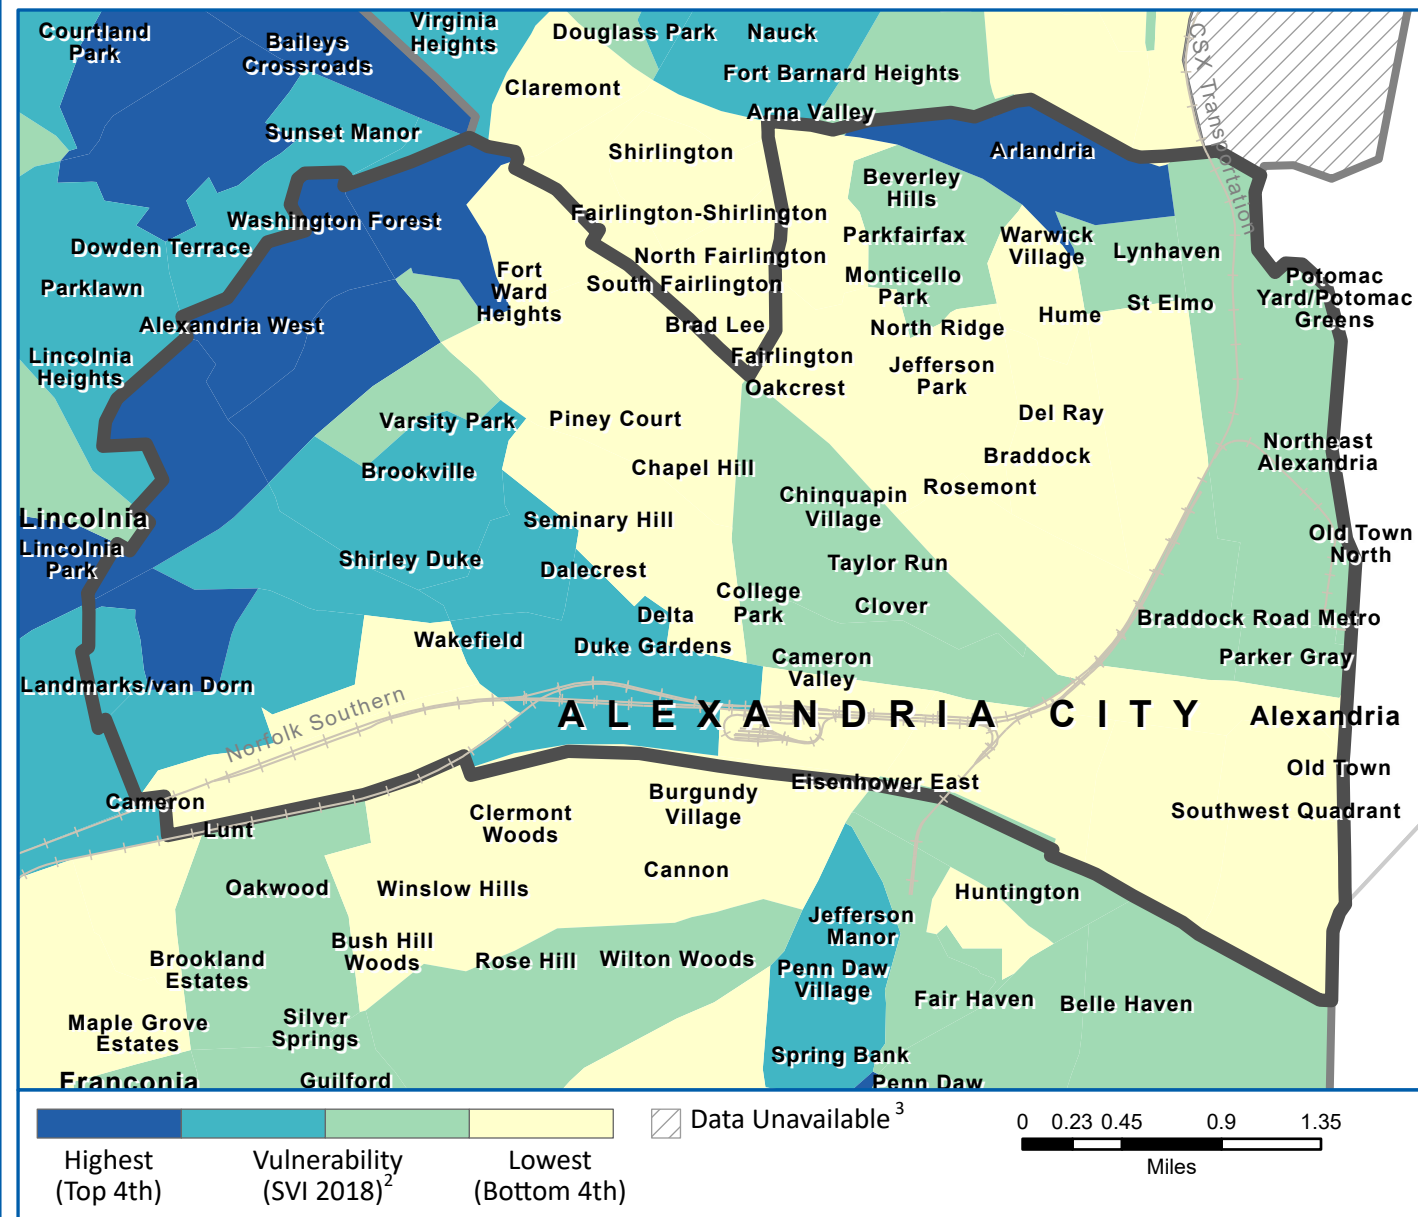 Courtland
Park
Baileys
Crossroads
Virginia
Heights
Douglass Park
Nauck
Fort Barnard Heights
Claremont
Arna Valley
Sunset Manor
Shirlington
Arlandria
CSX Transportation
Beverley
Hills
Washington Forest
Fairlington-Shirlington
Parkfairfax
Warwick
Village
Lynhaven
Dowden Terrace
North Fairlington
South Fairlington
Fort
Ward
Heights
Monticello
Park
Potomac
Yard/Potomac
Greens
Parklawn
St Elmo
Hume
Alexandria West
Brad Lee
North Ridge
Lincolnia
Heights
Fairlington
Oakcrest
Jefferson
Park
Varsity Park
Piney Court
Del Ray
Northeast
Alexandria
Brookville
Chapel Hill
Braddock
Rosemont
Chinquapin
Village
Lincolnia
Seminary Hill
Old Town
North
Lincolnia
Park
Shirley Duke
Dalecrest
Taylor Run
College
Park
Clover
Delta
Braddock Road Metro
Wakefield
Duke Gardens
Cameron
Valley
Parker Gray
Landmarks/van Dorn
Norfolk Southern
ALEXANDRIA CITY
Alexandria
Old Town
Eisenhower East
Cameron
Burgundy
Village
Southwest Quadrant
Lunt
Clermont
Woods
Cannon
Oakwood
Winslow Hills
Huntington
Jefferson
Manor
Bush Hill
Woods
Brookland
Estates
Rose Hill
Wilton Woods
Penn Daw
Village
Fair Haven
Belle Haven
Maple Grove
Estates
Silver
Springs
Spring Bank
Franconia
Guilford
Penn Daw
Highest
(Top 4th)
Vulnerability
(SVI 2018)2
Lowest
(Bottom 4th)
Data Unavailable 3
0 0.23 0.45 0.9 1.35
Miles